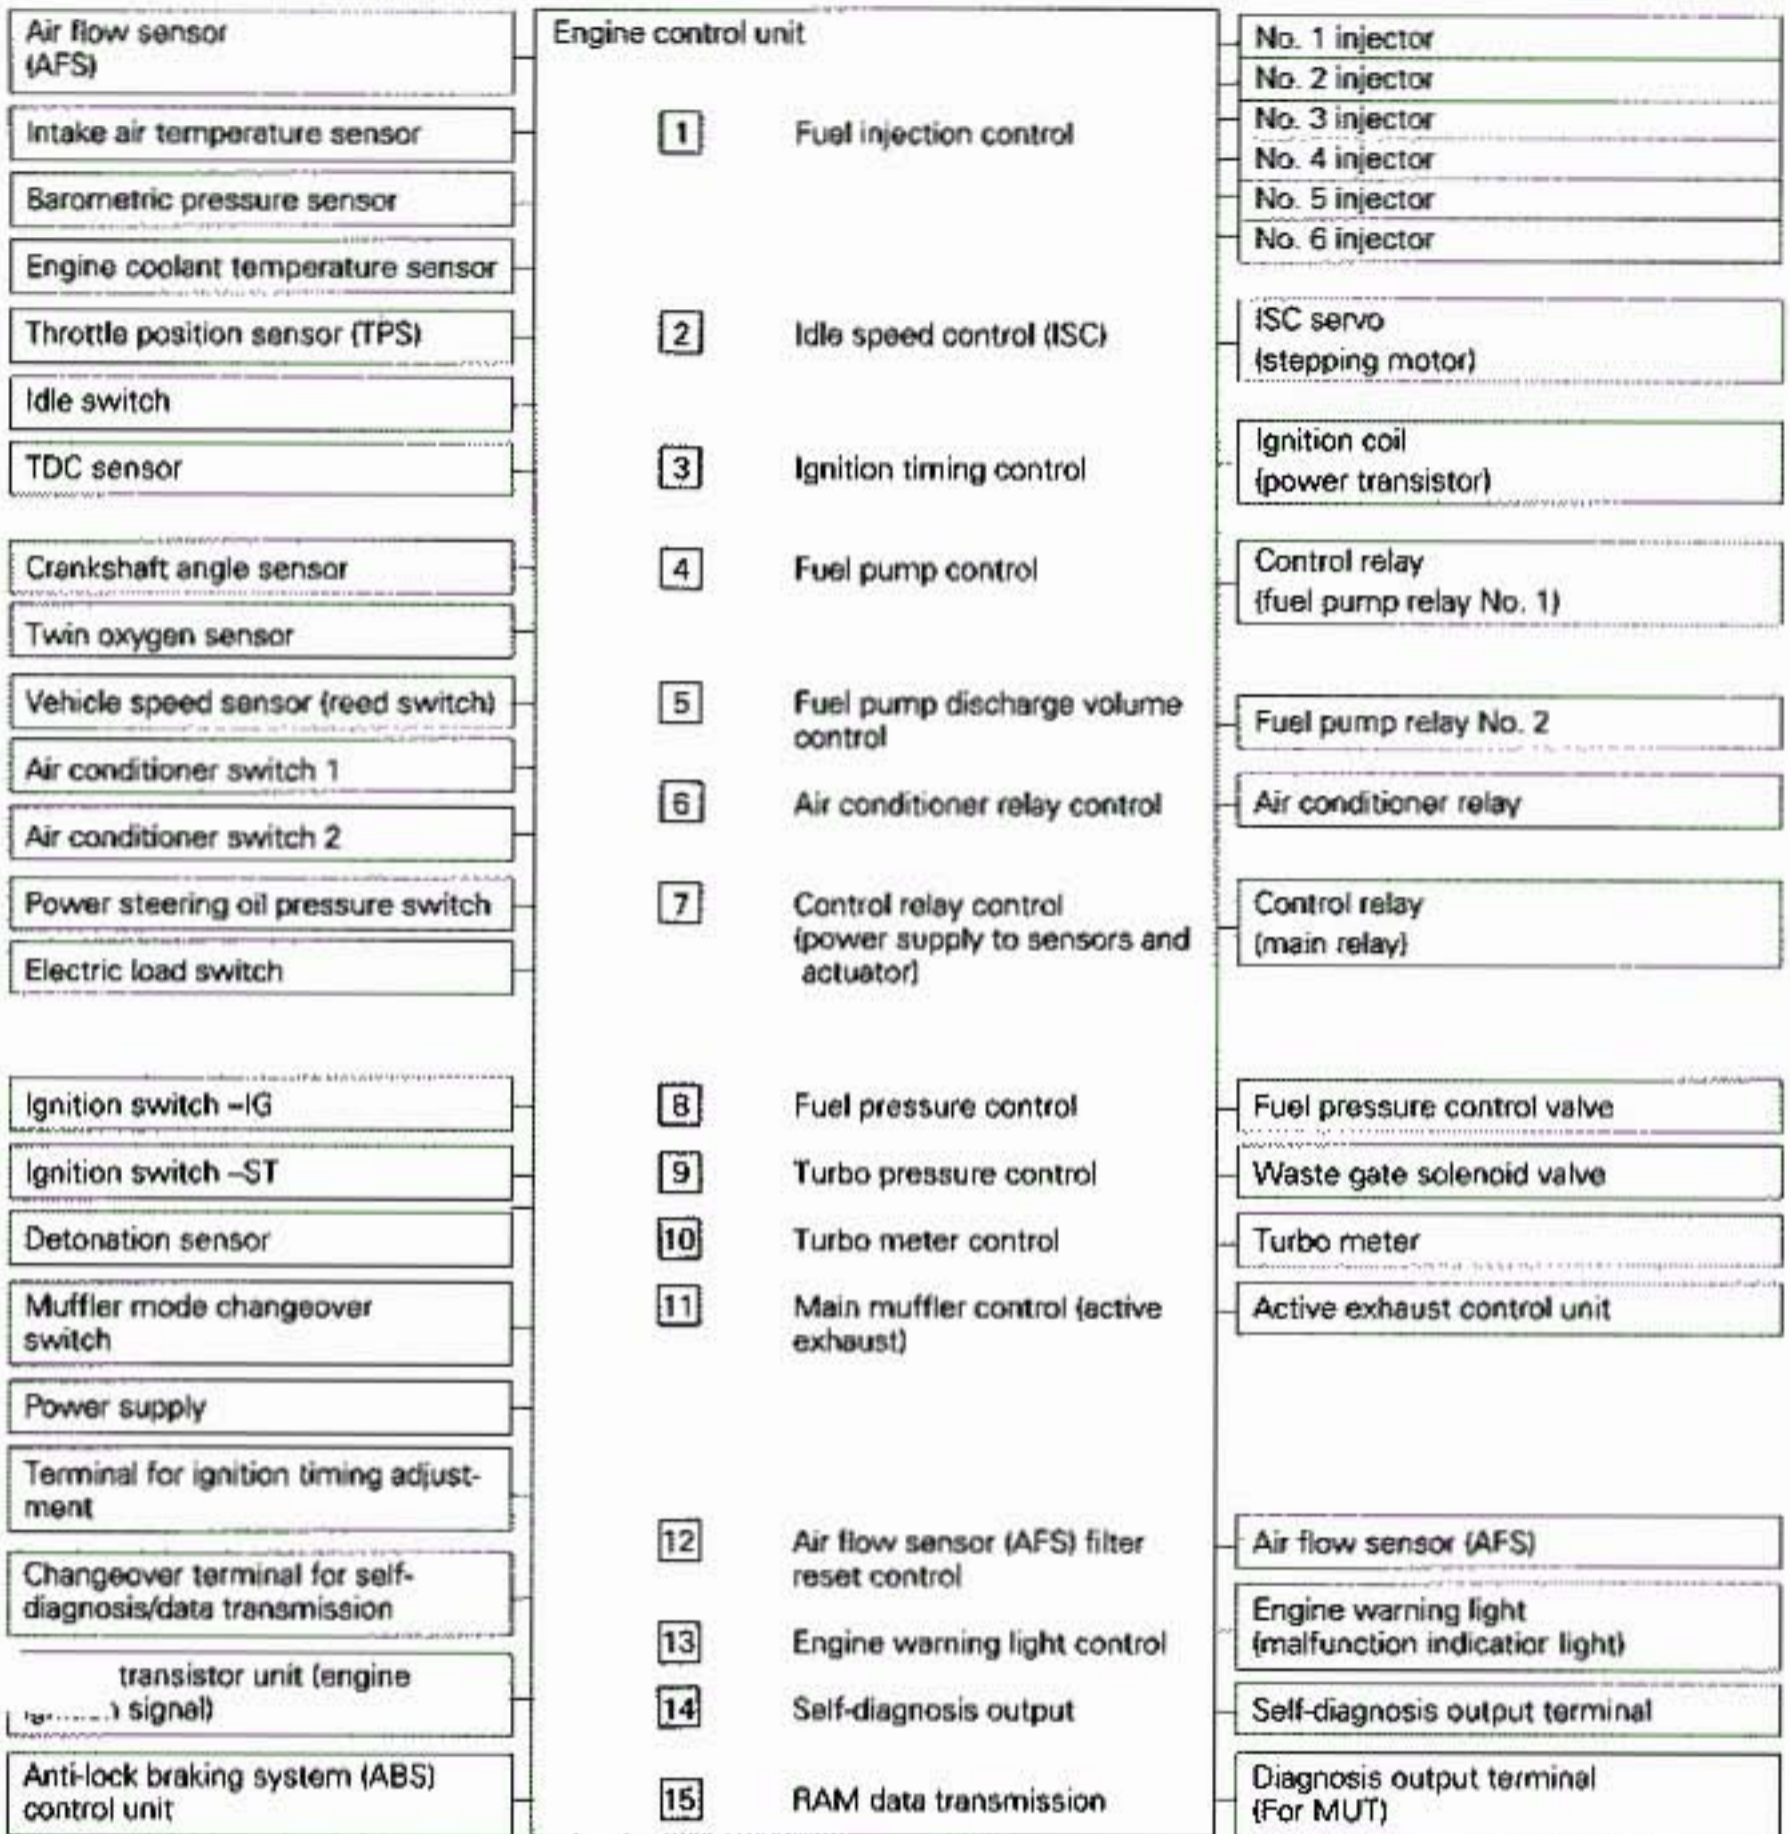 Air flow sensor
(AFS)
Intake air temperature sensor
Barometric pressure sensor
Engine coolant temperature sensor
Throttle position sensor (TPS)
Idle switch
TDC sensor
Crankshaft angle sensor
Twin oxygen sensor
Vehicle speed sensor (reed switch)
Air conditioner switch 1
Air conditioner switch 2
Power steering oil pressure switch
Electric load switch
Ignition switch –IG
Ignition switch –ST
Detonation sensor
Muffler mode changeover
switch
Power supply
Terminal for ignition timing adjust-
ment
Changeover terminal for self-
diagnosis/data transmission
transistor unit (engine
signal)
Anti-lock braking system (ABS)
control unit
Engine control unit
1 Fuel injection control
2 Idle speed control (ISC)
3 Ignition timing control
4 Fuel pump control
5 Fuel pump discharge volume
control
6 Air conditioner relay control
7 Control relay control
(power supply to sensors and
actuator)
8 Fuel pressure control
9 Turbo pressure control
10 Turbo meter control
11 Main muffler control (active
exhaust)
12 Air flow sensor (AFS) filter
reset control
13 Engine warning light control
14 Self-diagnosis output
15 RAM data transmission
No. 1 injector
No. 2 injector
No. 3 injector
No. 4 injector
No. 5 injector
No. 6 injector
ISC servo
(stepping motor)
Ignition coil
(power transistor)
Control relay
(fuel pump relay No. 1)
Fuel pump relay No. 2
Air conditioner relay
Control relay
(main relay)
Fuel pressure control valve
Waste gate solenoid valve
Turbo meter
Active exhaust control unit
Air flow sensor (AFS)
Engine warning light
(malfunction indicatior light)
Self-diagnosis output terminal
Diagnosis output terminal
(For MUT)